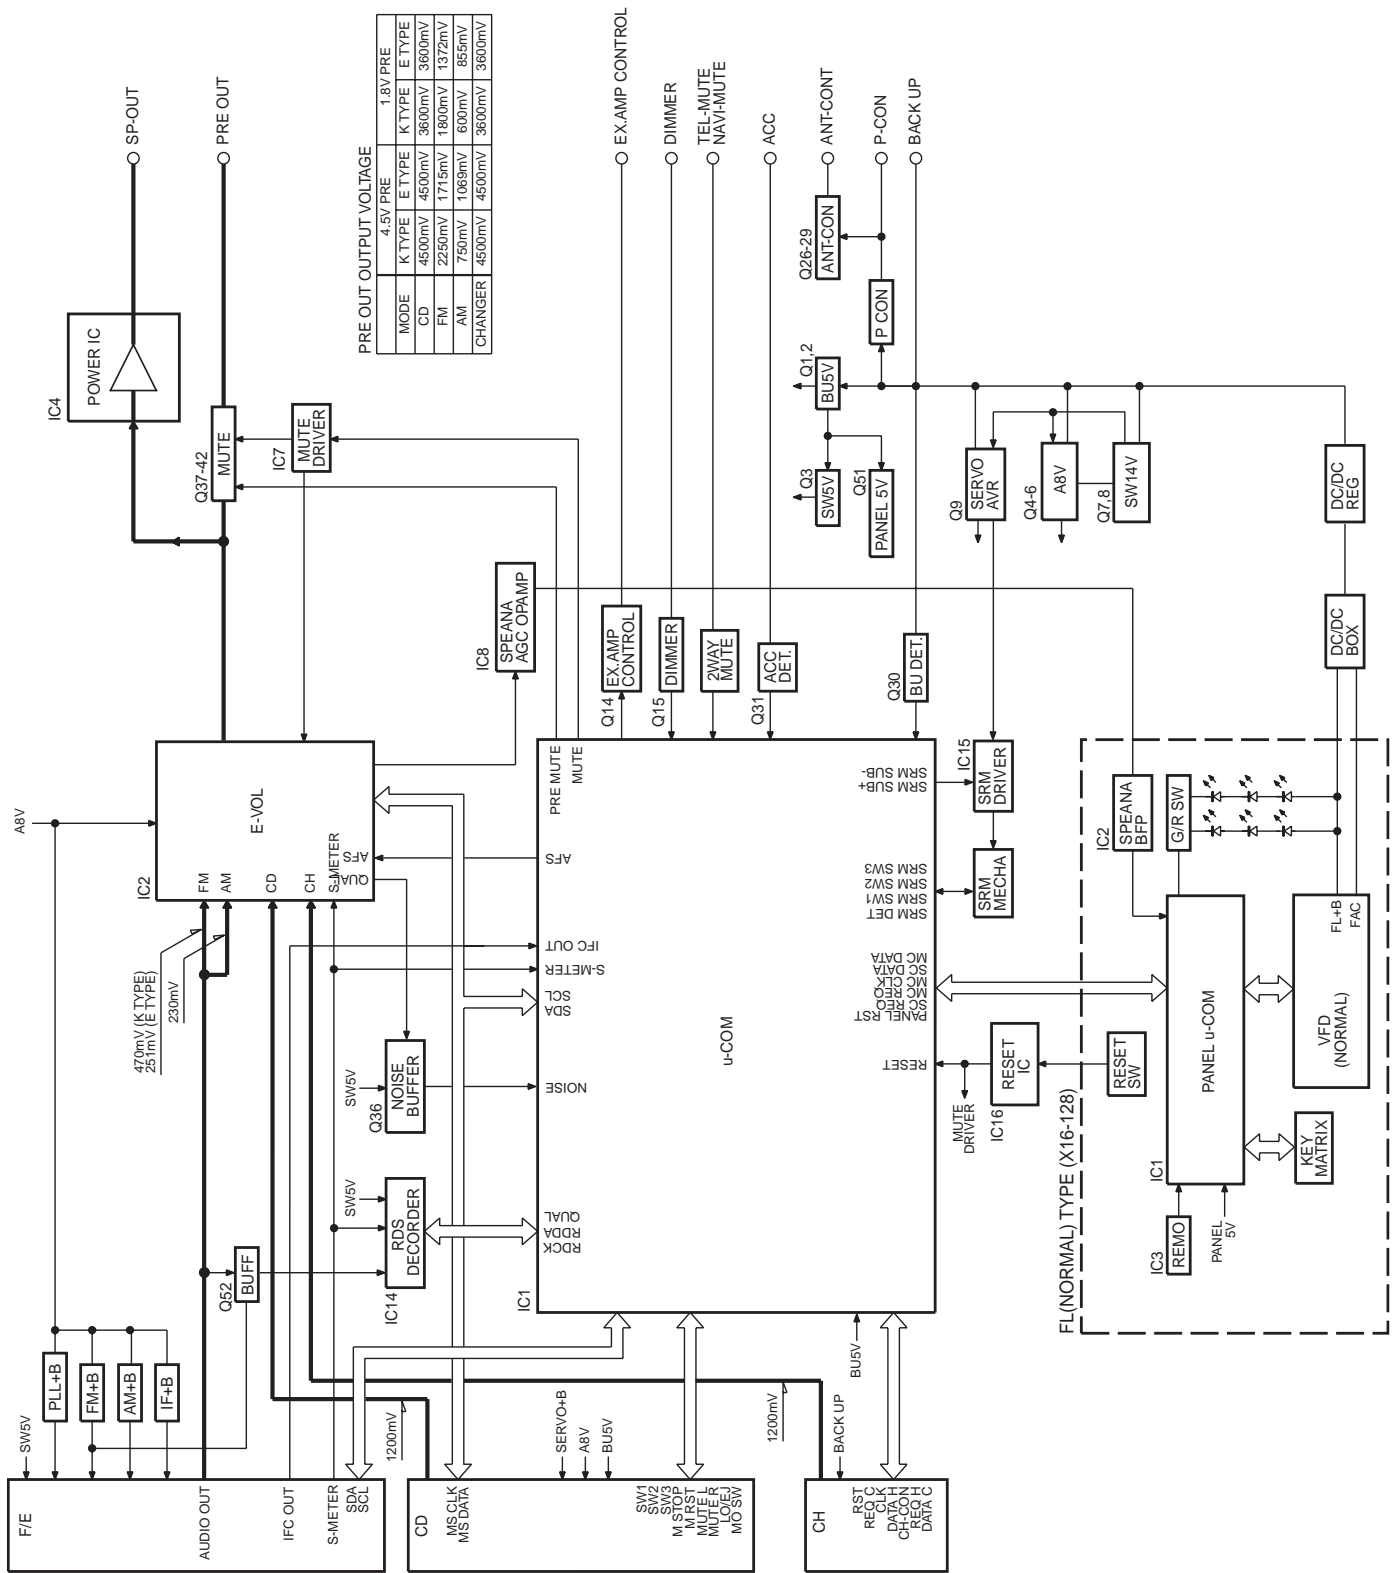 SP-OUT
PRE OUT
EX.AMP CONTROL
DIMMER
TEL-MUTE
NAVI-MUTE
ACC
ANT-CONT
P-CON
BACK UP
PRE OUT OUTPUT VOLTAGE
4.5V PRE 1.8V PRE
MODE K TYPE E TYPE K TYPE E TYPE
CD 4500mV 4500mV 3600mV 3600mV
FM 2250mV 1715mV 1800mV 1372mV
AM 750mV 1069mV 600mV 855mV
CHANGER 4500mV 4500mV 3600mV 3600mV
IC4
POWER IC
Q37-42
MUTE
IC7
MUTE
DRIVER
Q26-29
ANT-CON
P CON
Q1,2
BU5V
Q3
SW5V
Q51
PANEL 5V
Q9
SERVO
AVR
Q4-6
A8V
Q7,8
SW14V
DC/DC
REG
DC/DC
BOX
IC8
SPEANA
AGC OPAMP
Q14
EX.AMP
CONTROL
Q15
DIMMER
2WAY
MUTE
Q31
ACC
DET.
Q30
BU DET.
A8V
IC2
E-VOL
FM
AM
CD
CH
S-METER
AFS
QUAL
470mV (K TYPE)
251mV (E TYPE)
230mV
IC1
u-COM
PRE MUTE
MUTE
AFS
IFC OUT
S-METER
SCL
SDA
NOISE
QUAL
RDDA
RDCK
SRM SUB-
SRM SUB+
SRM SW3
SRM SW2
SRM SW1
SRM DET
MC DATA
SC DATA
MC CLK
MC REQ
SC REQ
PANEL RST
RESET
BU5V
IC15
SRM
DRIVER
SRM
MECHA
SW5V
Q36
NOISE
BUFFER
SW5V
IC14
RDS
DECORDER
Q52
BUFF
MUTE
DRIVER
IC16
RESET
IC
RESET
SW
FL(NORMAL) TYPE (X16-128)
IC2
SPEANA
BFP
G/R SW
IC1
PANEL u-COM
FL+B
FAC
VFD
(NORMAL)
KEY
MATRIX
IC3
REMO
PANEL
5V
SW5V
PLL+B
FM+B
AM+B
IF+B
F/E
AUDIO OUT
IFC OUT
S-METER
SDA
SCL
1200mV
CD
MS CLK
MS DATA
SERVO+B
A8V
BU5V
SW1
SW2
SW3
M STOP
M RST
MUTE L
MUTE R
LO/EJ
MO SW
1200mV
BACK UP
CH
RST
REQ C
CLK
DATA H
CH-CON
REQ H
DATA C